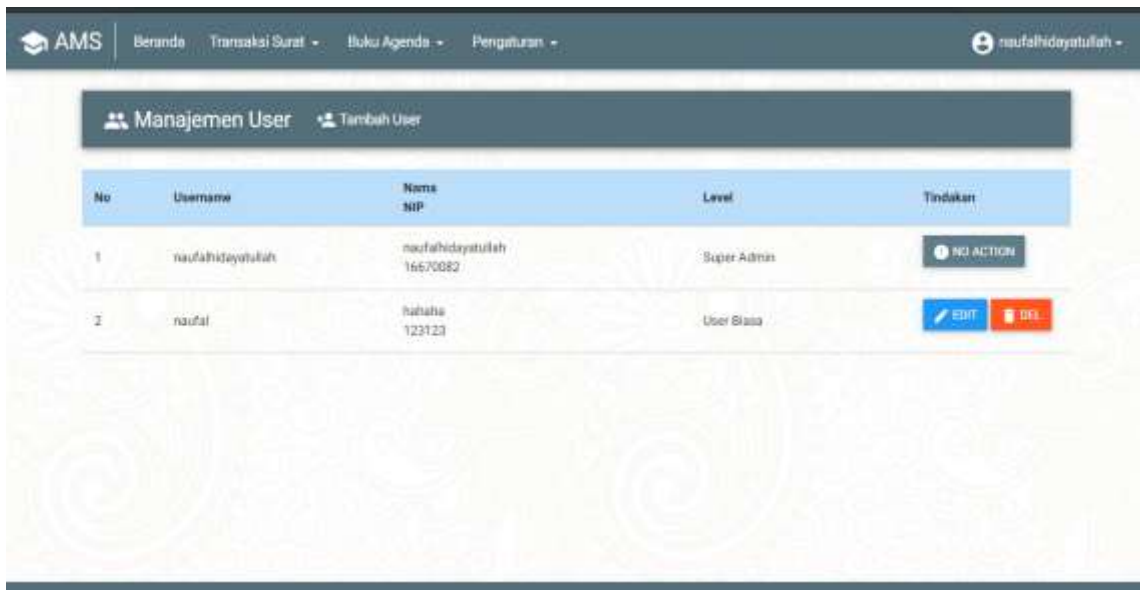 AMS Beranda Transaksi Surat Buku Agenda Pengaturan naufalhidayatullah
Manajemen User Tambah User
No Username Nama NIP Level Tindakan
1 naufalhidayatullah naufalhidayatullah 16670082 Super Admin NO ACTION
2 naufal hahaha 123123 User Biasa EDIT DEL